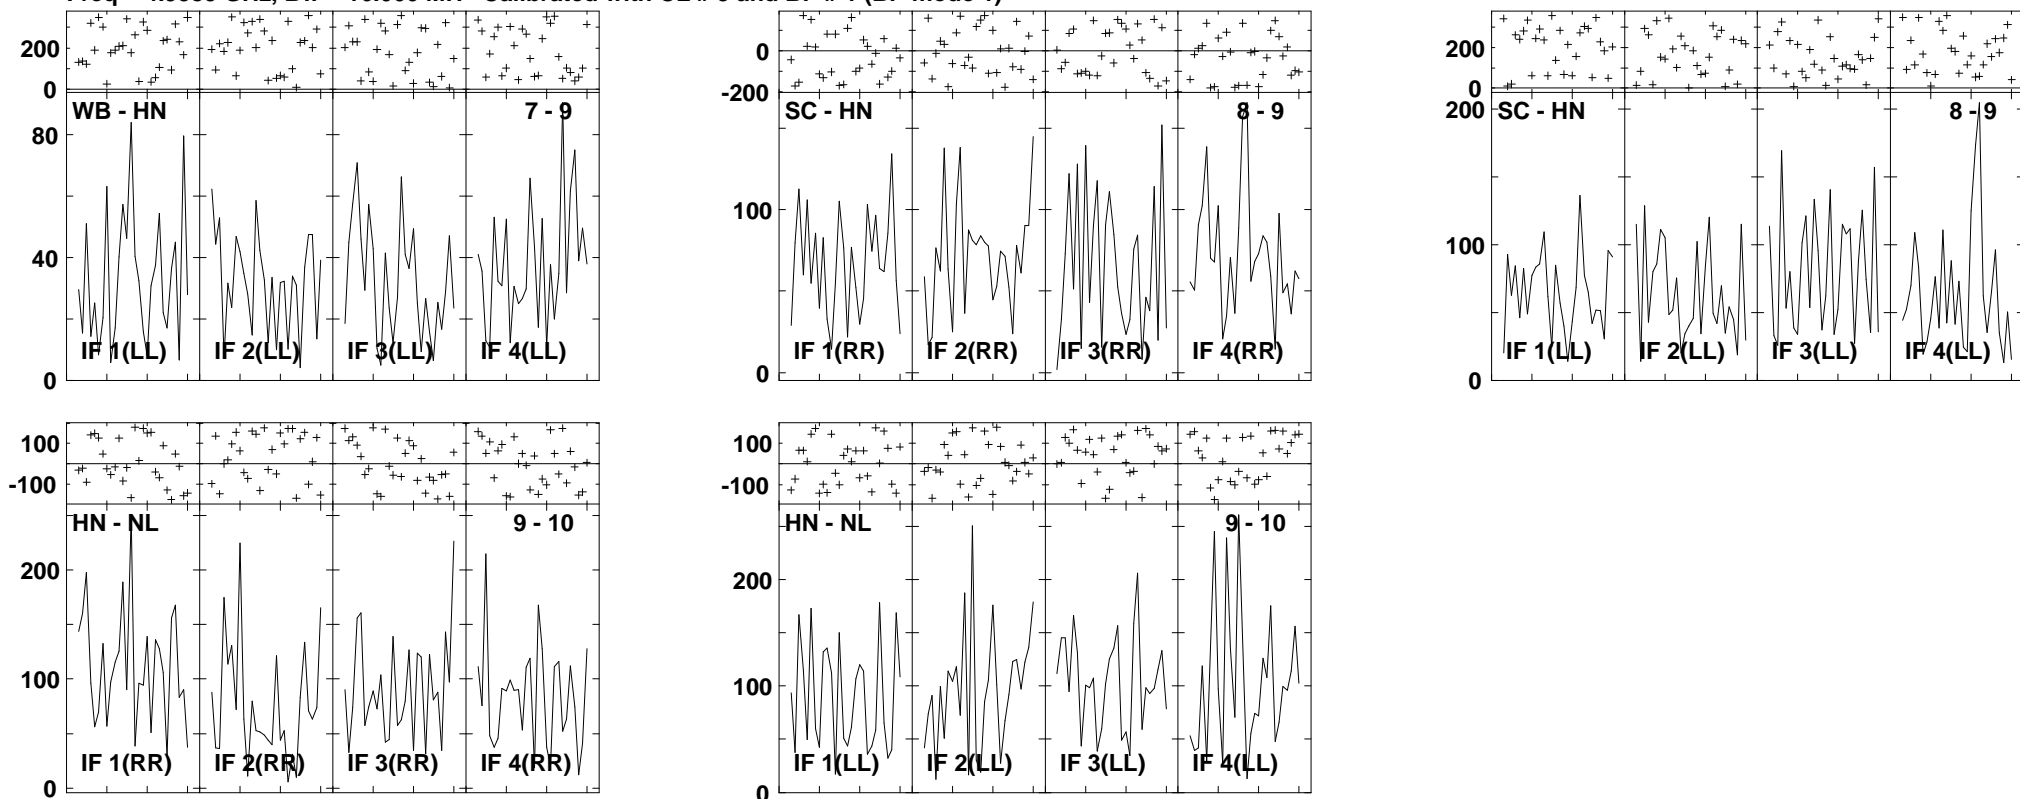 200
0
WB - HN
7 - 9
80
40
0
IF 1(LL)
IF 2(LL)
IF 3(LL)
IF 4(LL)
0
-200
SC - HN
8 - 9
100
0
IF 1(RR)
IF 2(RR)
IF 3(RR)
IF 4(RR)
200
0
SC - HN
8 - 9
200
100
0
IF 1(LL)
IF 2(LL)
IF 3(LL)
IF 4(LL)
100
-100
HN - NL
9 - 10
200
100
0
IF 1(RR)
IF 2(RR)
IF 3(RR)
IF 4(RR)
100
-100
HN - NL
9 - 10
200
100
0
IF 1(LL)
IF 2(LL)
IF 3(LL)
IF 4(LL)